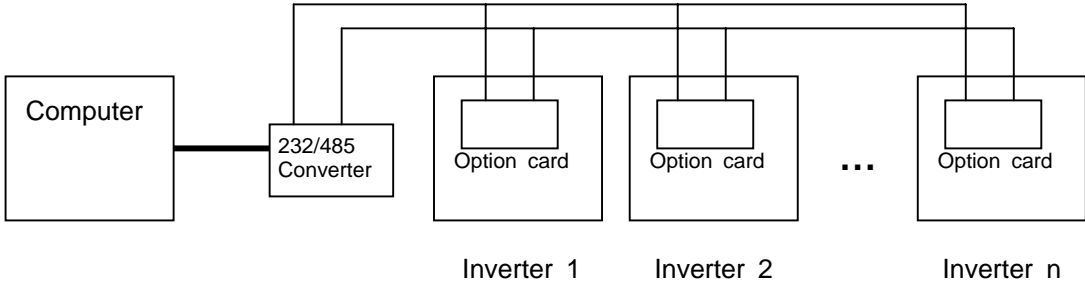 Computer
232/485
Converter
Option card
Option card
...
Option card
Inverter 1
Inverter 2
Inverter n